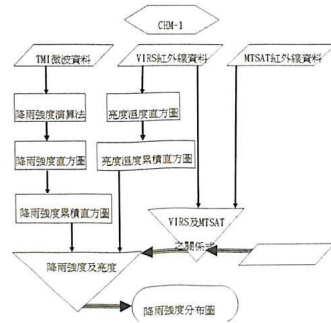 CHM-1
TMI微波資料
VIRS紅外線資料
MTSAT紅外線資料
降雨強度演算法
亮度溫度直方圖
降雨強度直方圖
亮度溫度累積直方圖
降雨強度累積直方圖
VIRS及MTSAT
之關係式
降雨強度及亮度
降雨強度分布圖